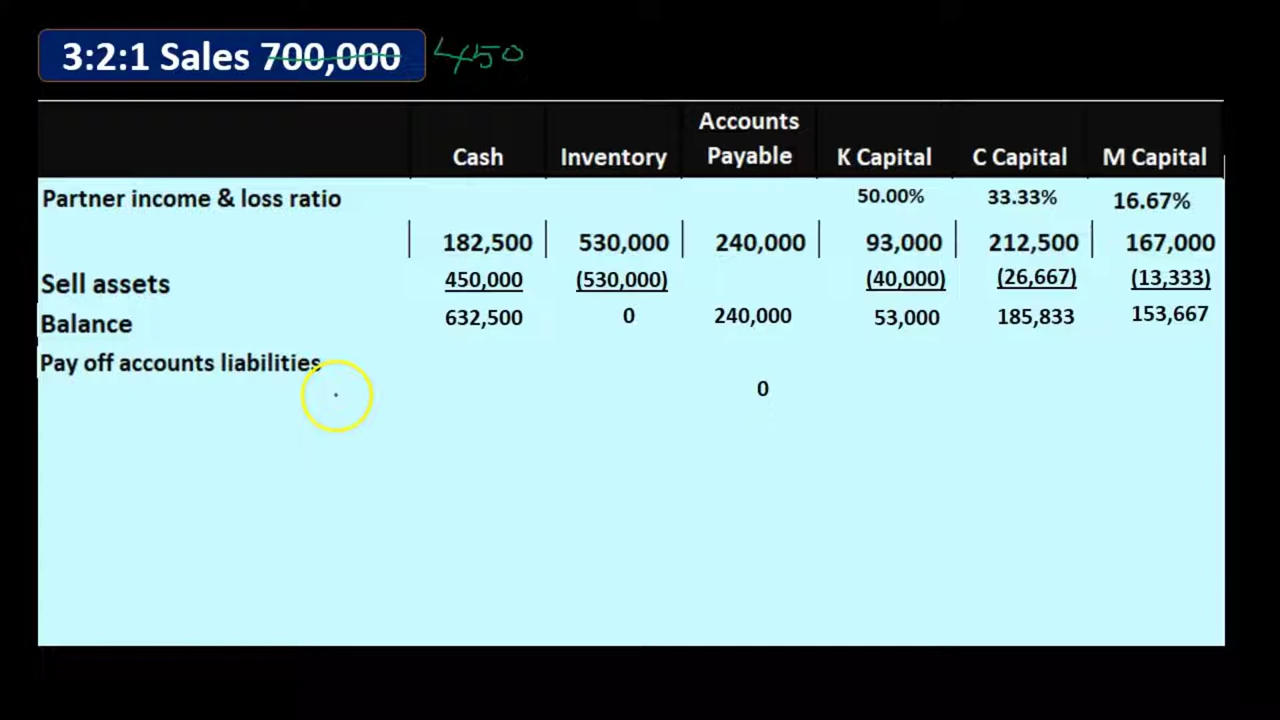 3:2:1 Sales 700,000 450
Accounts
Cash Inventory Payable K Capital C Capital M Capital
Partner income & loss ratio 50.00% 33.33% 16.67%
182,500 530,000 240,000 93,000 212,500 167,000
Sell assets 450,000 (530,000) (40,000) (26,667) (13,333)
Balance 632,500 0 240,000 53,000 185,833 153,667
Pay off accounts liabilities
0